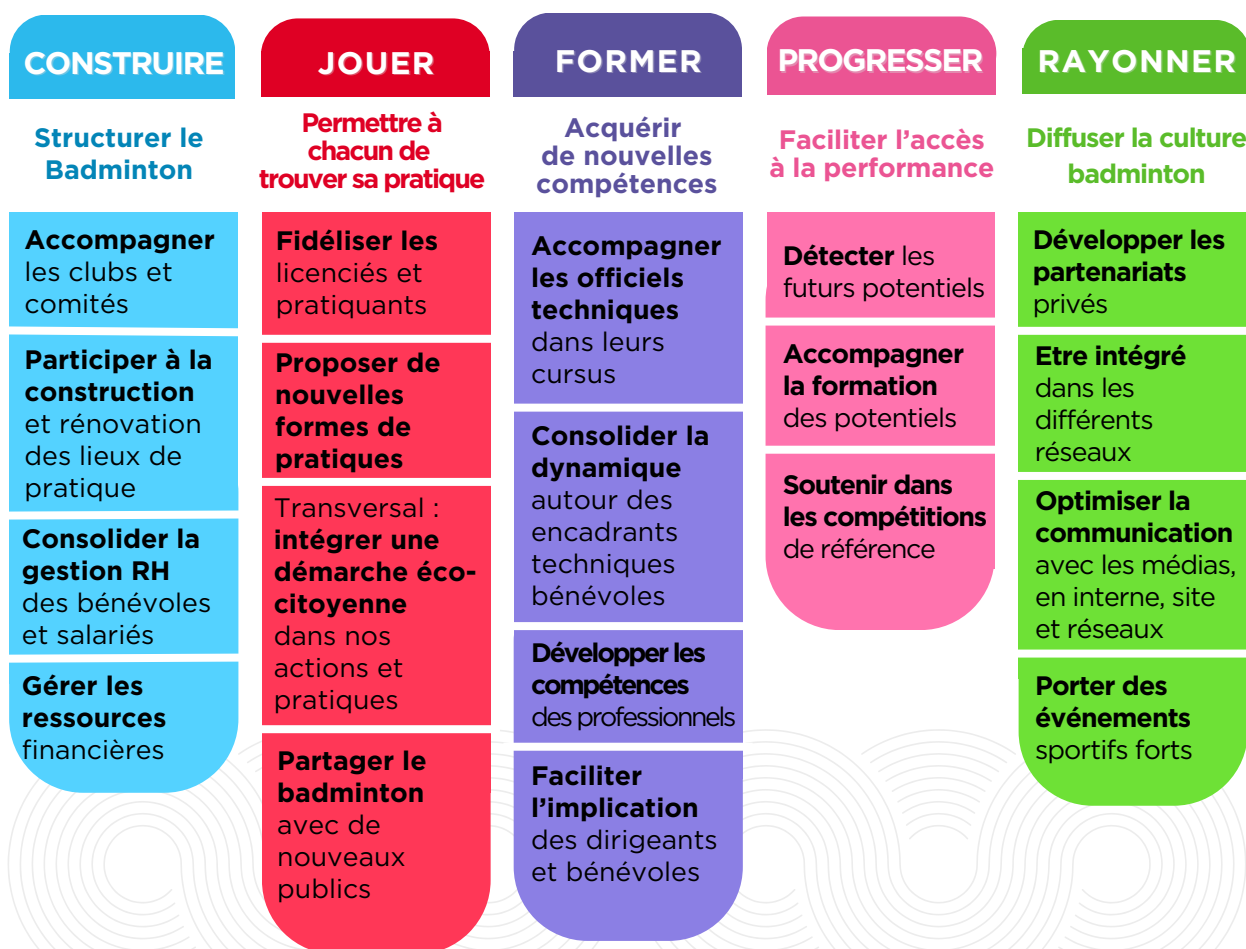 CONSTRUIRE
Structurer le
Badminton
Accompagner
les clubs et
comités
Participer à la
construction
et rénovation
des lieux de
pratique
Consolider la
gestion RH
des bénévoles
et salariés
Gérer les
ressources
financières
JOUER
Permettre à
chacun de
trouver sa pratique
Fidéliser les
licenciés et
pratiquants
Proposer de
nouvelles
formes de
pratiques
Transversal :
intégrer une
démarche éco-
citoyenne
dans nos
actions et
pratiques
Partager le
badminton
avec de
nouveaux
publics
FORMER
Acquérir
de nouvelles
compétences
Accompagner
les officiels
techniques
dans leurs
cursus
Consolider la
dynamique
autour des
encadrants
techniques
bénévoles
Développer les
compétences
des professionnels
Faciliter
l’implication
des dirigeants
et bénévoles
PROGRESSER
Faciliter l’accès
à la performance
Détecter les
futurs potentiels
Accompagner
la formation
des potentiels
Soutenir dans
les compétitions
de référence
RAYONNER
Diffuser la culture
badminton
Développer les
partenariats
privés
Etre intégré
dans les
différents
réseaux
Optimiser la
communication
avec les médias,
en interne, site
et réseaux
Porter des
événements
sportifs forts